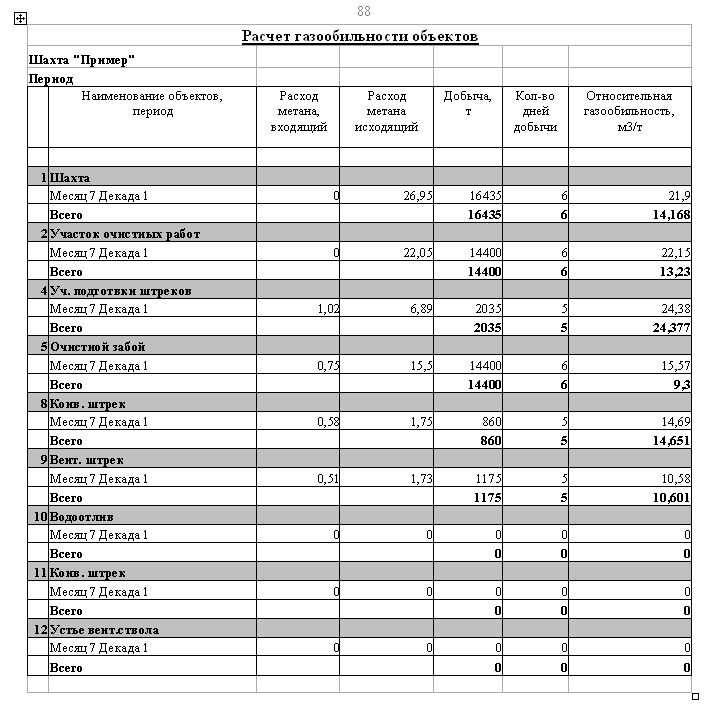 88
Расчет газообильности объектов
Шахта "Пример"
Период
Наименование объектов, период Расход метана, входящий Расход метана исходящий Добыча, т Кол-во дней добычи Относительная газообильность, м3/т
1 Шахта
Месяц 7 Декада 1 0 26,95 16435 6 21,9
Всего 16435 6 14,168
2 Участок очистных работ
Месяц 7 Декада 1 0 22,05 14400 6 22,15
Всего 14400 6 13,23
4 Уч. подготвки штреков
Месяц 7 Декада 1 1,02 6,89 2035 5 24,38
Всего 2035 5 24,377
5 Очистной забой
Месяц 7 Декада 1 0,75 15,5 14400 6 15,57
Всего 14400 6 9,3
8 Конв. штрек
Месяц 7 Декада 1 0,58 1,75 860 5 14,69
Всего 860 5 14,651
9 Вент. штрек
Месяц 7 Декада 1 0,51 1,73 1175 5 10,58
Всего 1175 5 10,601
10 Водоотлив
Месяц 7 Декада 1 0 0 0 0 0
Всего 0 0 0
11 Конв. штрек
Месяц 7 Декада 1 0 0 0 0 0
Всего 0 0 0
12 Устье вент.ствола
Месяц 7 Декада 1 0 0 0 0 0
Всего 0 0 0